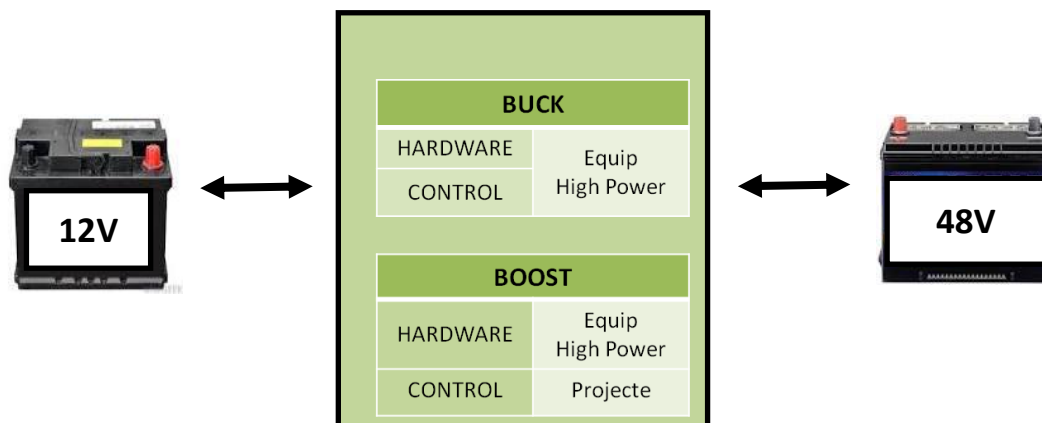 BUCK
HARDWARE
CONTROL
Equip
High Power
12V
48V
BOOST
HARDWARE
Equip
High Power
CONTROL
Projecte